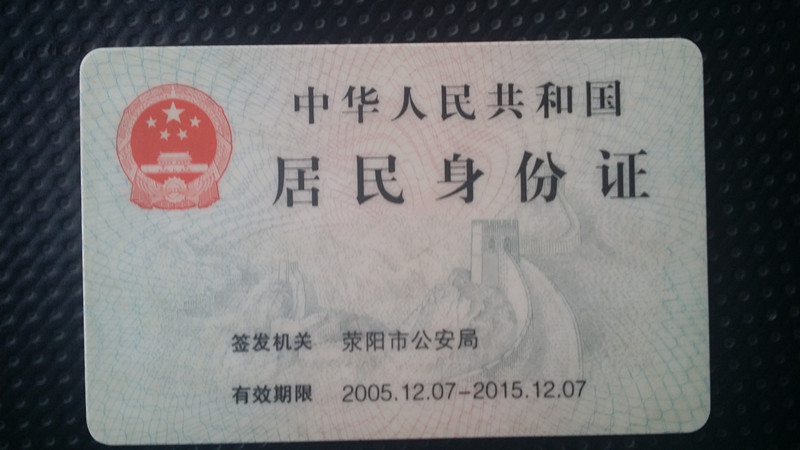 中华人民共和国
居民身份证
签发机关 荥阳市公安局
有效期限 2005.12.07-2015.12.07